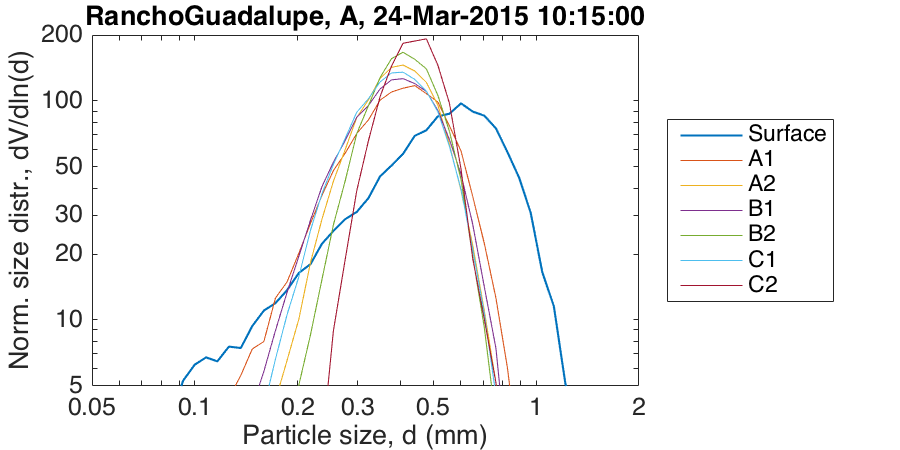 RanchoGuadalupe, A, 24-Mar-2015 10:15:00
Norm. size distr., dV/dln(d)
200
100
50
30
20
10
5
0.05 0.1 0.2 0.3 0.5 1 2
Particle size, d (mm)
Surface
A1
A2
B1
B2
C1
C2